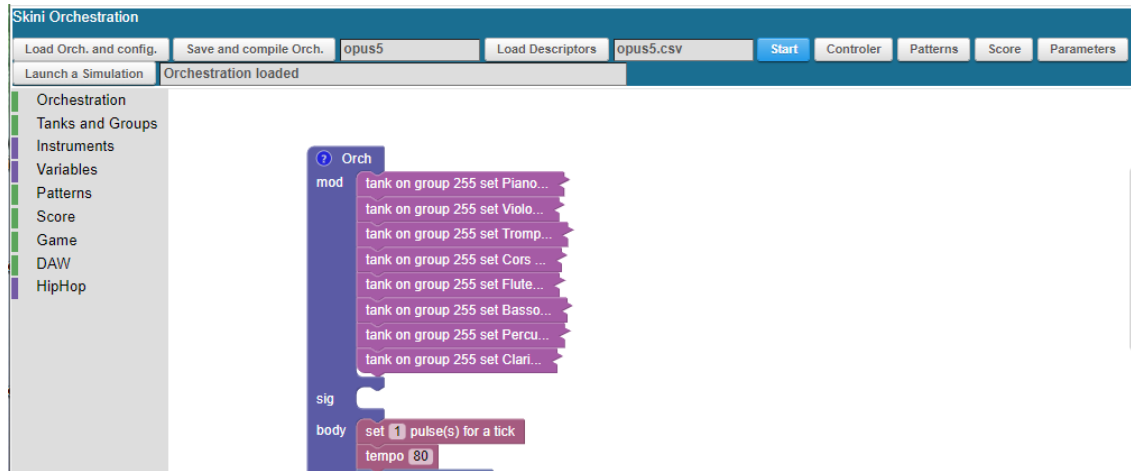 Skini Orchestration
Load Orch. and config. Save and compile Orch. opus5 Load Descriptors opus5.csv Start Controler Patterns Score Parameters
Launch a Simulation Orchestration loaded
Orchestration
Tanks and Groups
Instruments
Variables
Patterns
Score
Game
DAW
HipHop
? Orch
mod tank on group 255 set Piano...
tank on group 255 set Violo...
tank on group 255 set Tromp...
tank on group 255 set Cors ...
tank on group 255 set Flute...
tank on group 255 set Basso...
tank on group 255 set Percu...
tank on group 255 set Clari...
sig
body set 1 pulse(s) for a tick
tempo 80